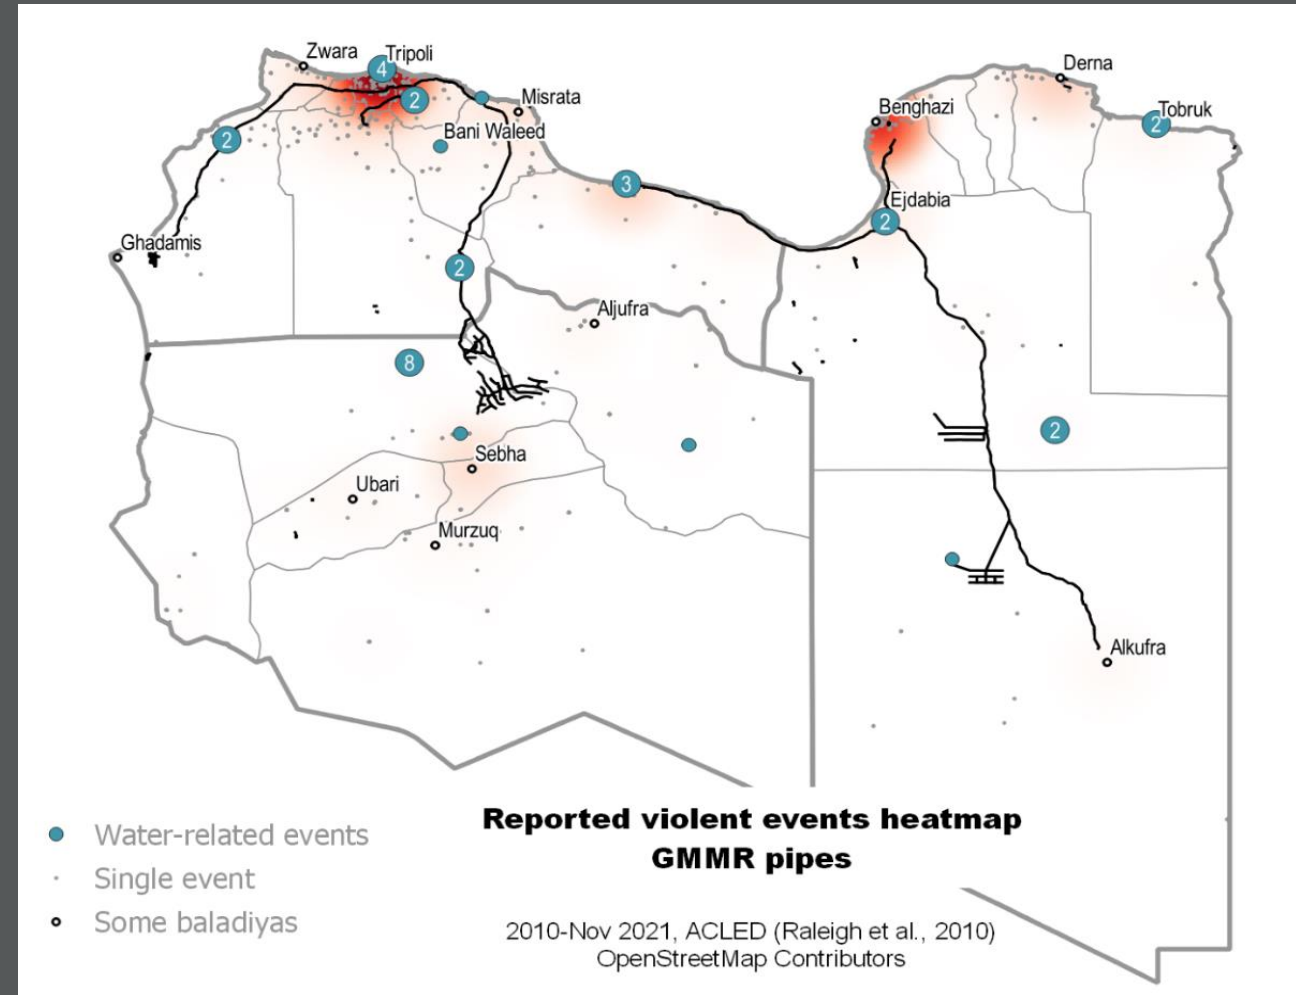 Zwara
Tripoli
4
2
Misrata
Bani Waleed
2
3
Derna
Benghazi
Tobruk
2
Ejdabia
2
Ghadamis
2
Aljufra
8
2
Sebha
Ubari
Murzuq
Alkufra
Reported violent events heatmap
GMMR pipes
Water-related events
Single event
Some baladiyas
2010-Nov 2021, ACLED (Raleigh et al., 2010)
OpenStreetMap Contributors